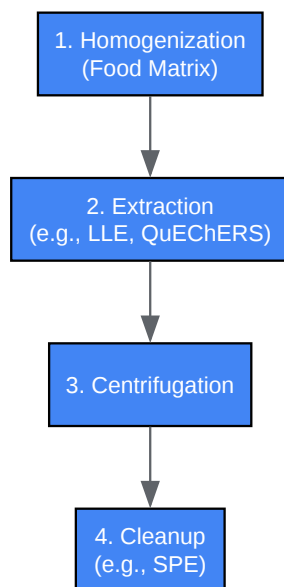 1. Homogenization
(Food Matrix)
2. Extraction
(e.g., LLE, QuEChERS)
3. Centrifugation
4. Cleanup
(e.g., SPE)